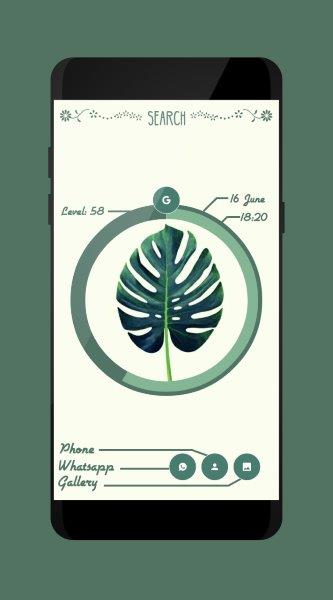 SEARCH
G
16 June
Level: 58
18:20
Phone
Whatsapp
Gallery